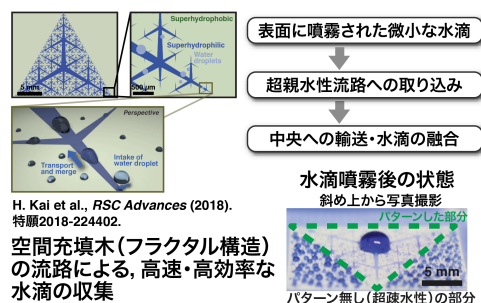 Superhydrophobic
Superhydrophilic
Water
droplets
5 mm
500 μm
Perspective
Transport
and merge
Intake of
water droplet
H. Kai et al., RSC Advances (2018).
特願2018-224402.
空間充填木（フラクタル構造）
の流路による, 高速・高効率な
水滴の収集
表面に噴霧された微小な水滴
超親水性流路への取り込み
中央への輸送・水滴の融合
水滴噴霧後の状態
斜め上から写真撮影
パターンした部分
5 mm
パターン無し（超疎水性）の部分